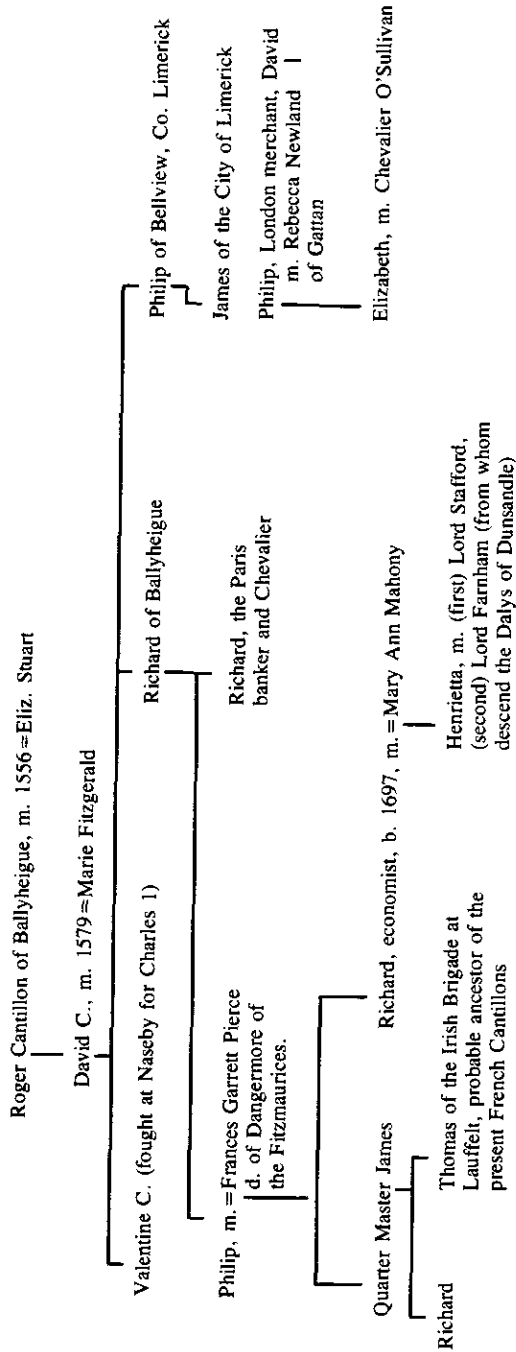 Roger Cantillon of Ballyheigue, m. 1556=Eliz. Stuart
David C., m. 1579=Marie Fitzgerald
Valentine C. (fought at Naseby for Charles 1)
Richard of Ballyheigue
Philip of Bellview, Co. Limerick
Philip, m.=Frances Garrett Pierce
d. of Dangermore of
the Fitzmaurices.
Richard, the Paris
banker and Chevalier
James of the City of Limerick
Philip, London merchant, David
m. Rebecca Newland
of Gattan
Quarter Master James
Richard, economist, b. 1697, m.=Mary Ann Mahony
Elizabeth, m. Chevalier O'Sullivan
Richard
Thomas of the Irish Brigade at
Lauffelt, probable ancestor of the
present French Cantillons
Henrietta, m. (first) Lord Stafford,
(second) Lord Farnham (from whom
descend the Dalys of Dunsandle)